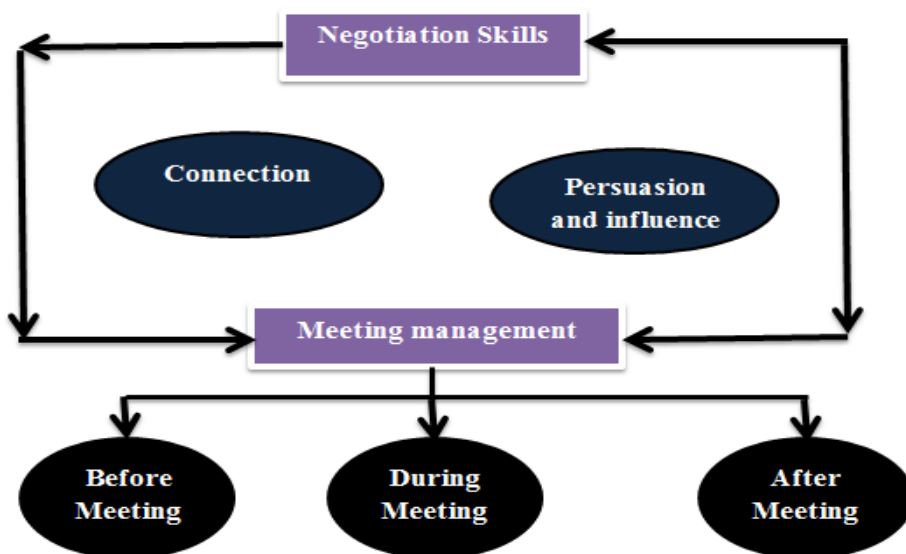 Negotiation Skills
Connection
Persuasion
and influence
Meeting management
Before
Meeting
During
Meeting
After
Meeting